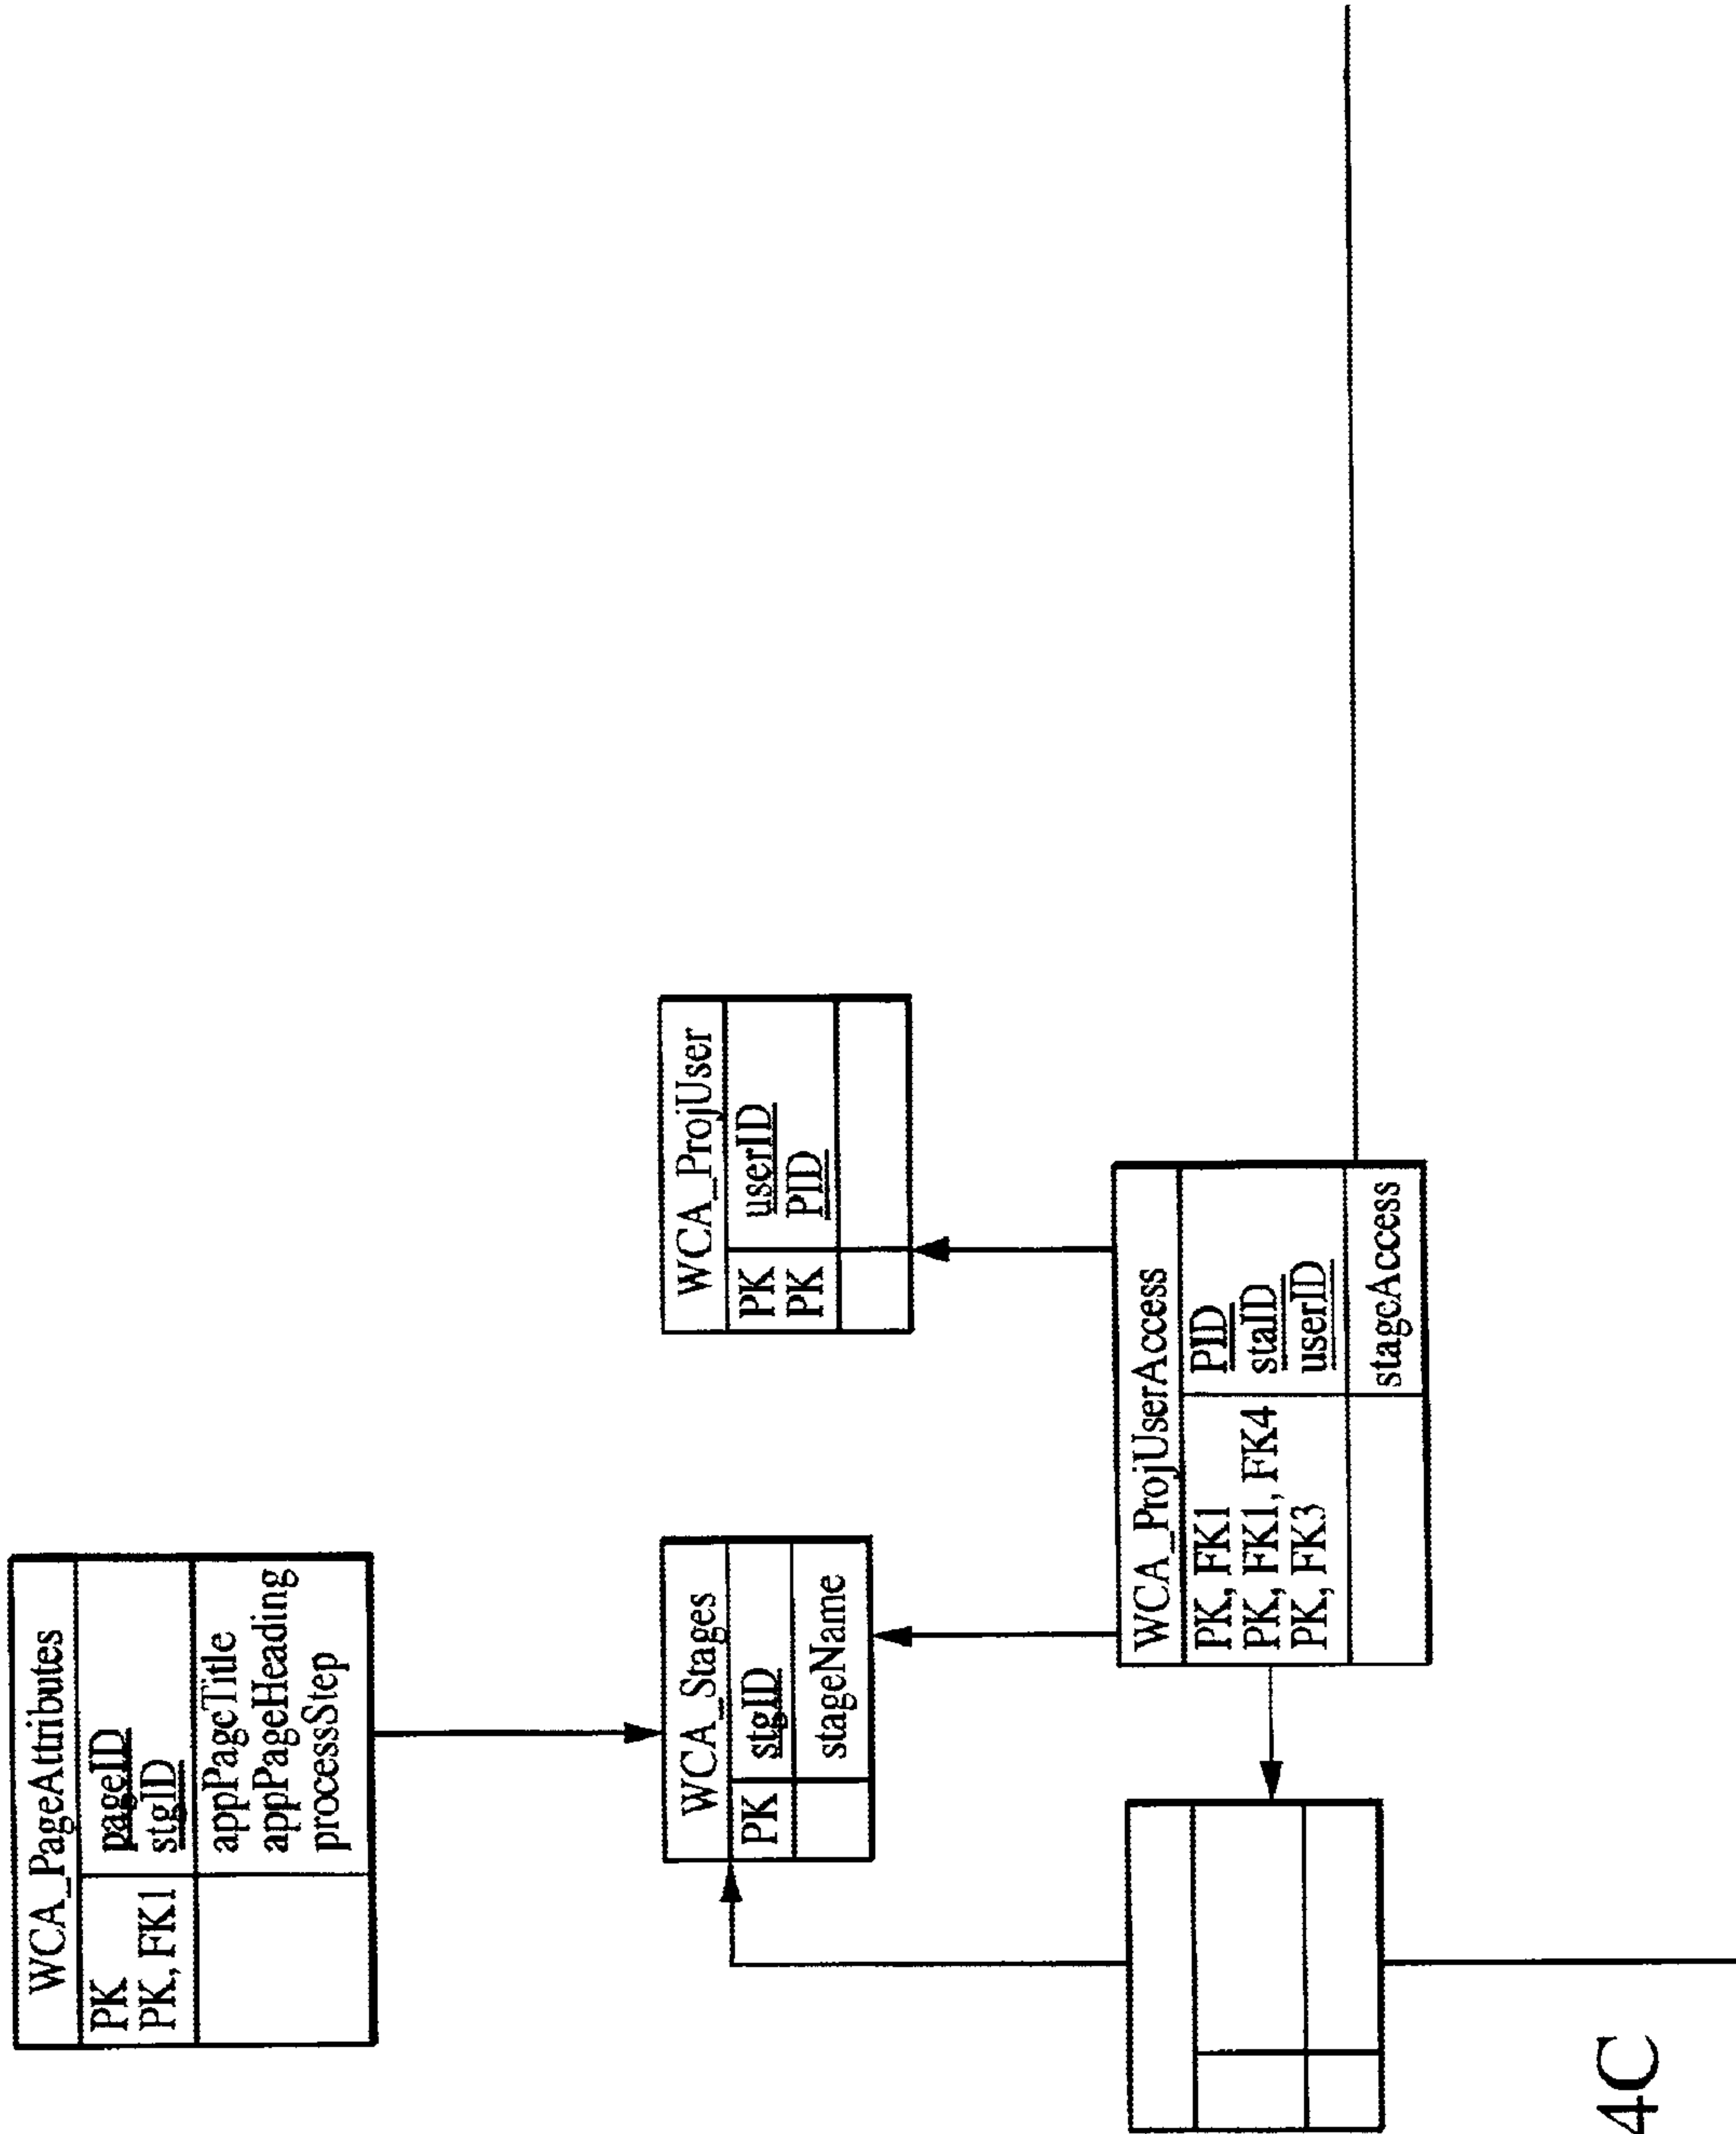 WCA_PageAttributes
PK pageID
PK, FK1 stgID
appPageTitle
appPageHeading
processStep
WCA_Stages
PK stgID
stageName
WCA_ProjUser
PK userID
PK PID
WCA_ProjUserAccess
PK, FK1 PID
PK, FK1, FK4 staID
PK, FK3 userID
stageAccess
4C